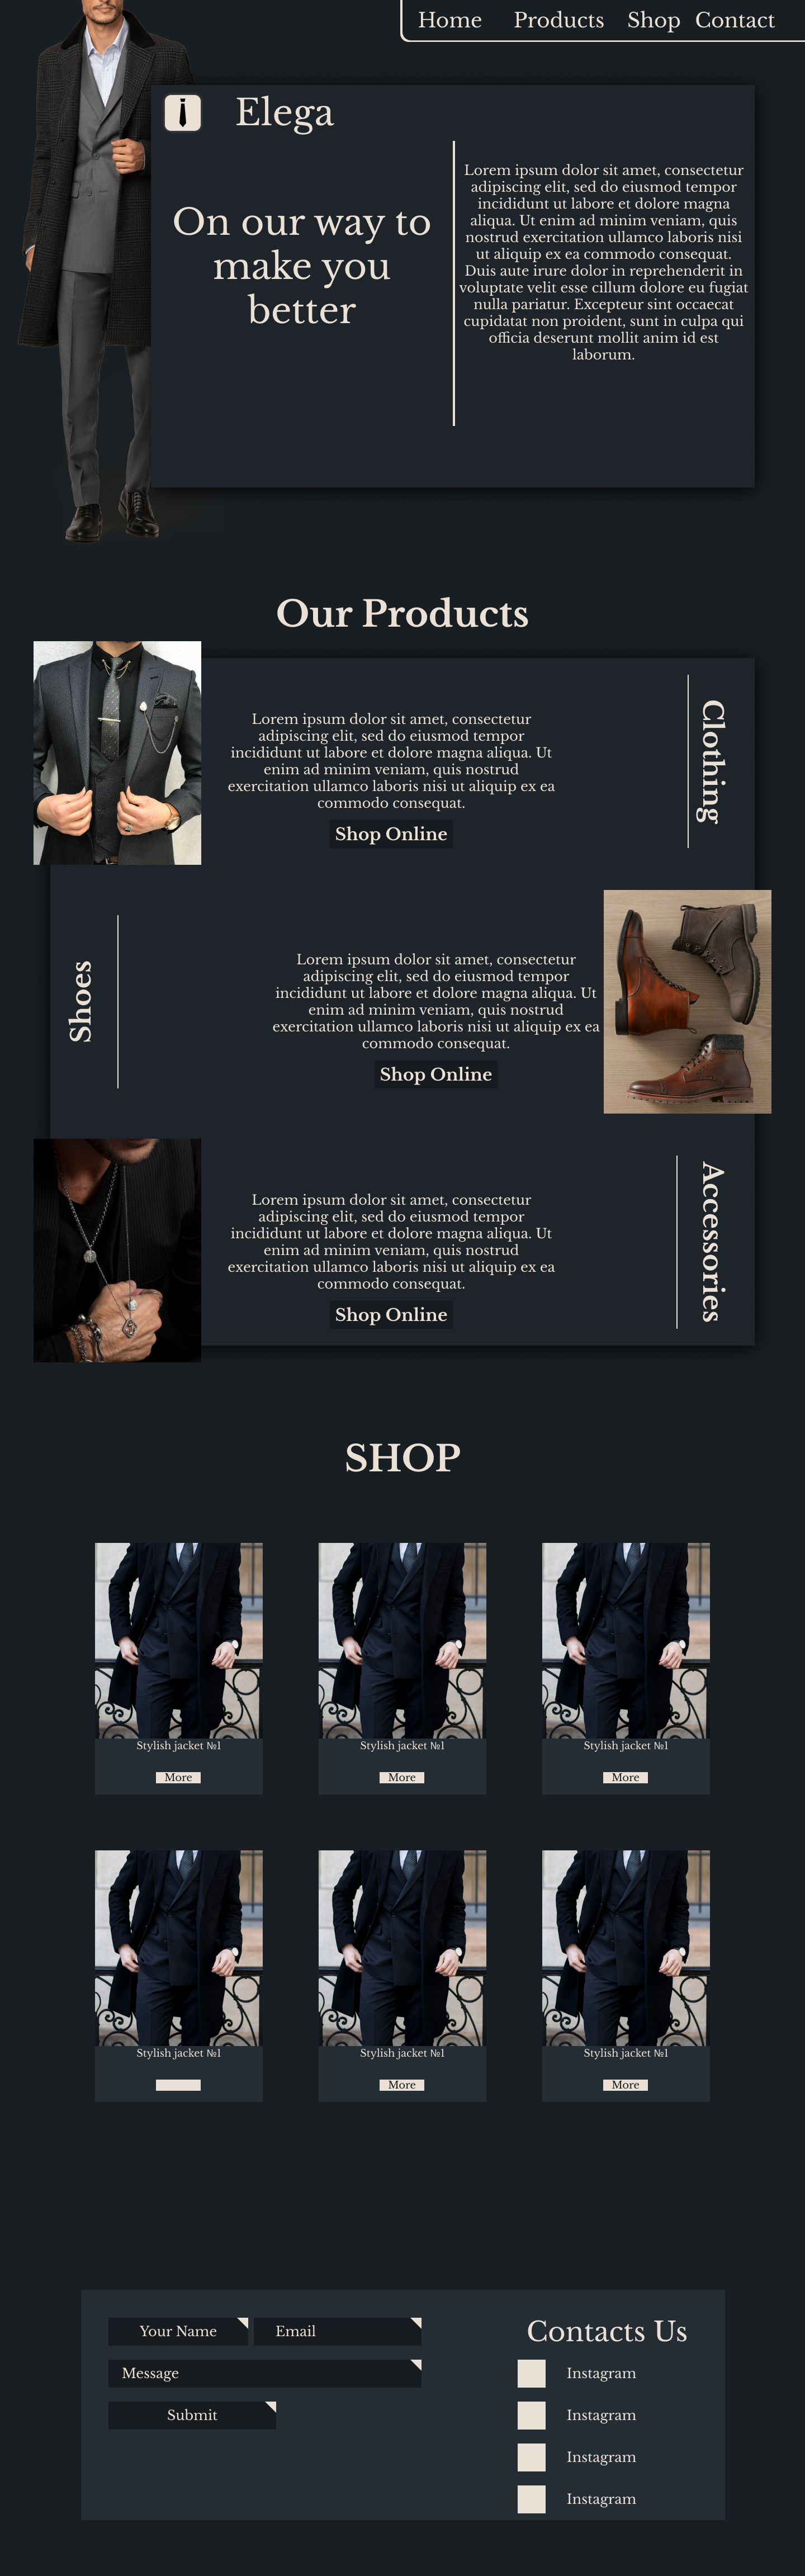 Home Products Shop Contact
Elega
On our way to
make you
better
Lorem ipsum dolor sit amet, consectetur
adipiscing elit, sed do eiusmod tempor
incididunt ut labore et dolore magna
aliqua. Ut enim ad minim veniam, quis
nostrud exercitation ullamco laboris nisi
ut aliquip ex ea commodo consequat.
Duis aute irure dolor in reprehenderit in
voluptate velit esse cillum dolore eu fugiat
nulla pariatur. Excepteur sint occaecat
cupidatat non proident, sunt in culpa qui
officia deserunt mollit anim id est
laborum.
Our Products
Lorem ipsum dolor sit amet, consectetur
adipiscing elit, sed do eiusmod tempor
incididunt ut labore et dolore magna aliqua. Ut
enim ad minim veniam, quis nostrud
exercitation ullamco laboris nisi ut aliquip ex ea
commodo consequat.
Shop Online
Clothing
Shoes
Lorem ipsum dolor sit amet, consectetur
adipiscing elit, sed do eiusmod tempor
incididunt ut labore et dolore magna aliqua. Ut
enim ad minim veniam, quis nostrud
exercitation ullamco laboris nisi ut aliquip ex ea
commodo consequat.
Shop Online
Lorem ipsum dolor sit amet, consectetur
adipiscing elit, sed do eiusmod tempor
incididunt ut labore et dolore magna aliqua. Ut
enim ad minim veniam, quis nostrud
exercitation ullamco laboris nisi ut aliquip ex ea
commodo consequat.
Shop Online
Accessories
SHOP
Stylish jacket №1
More
Stylish jacket №1
More
Stylish jacket №1
More
Stylish jacket №1
Stylish jacket №1
More
Stylish jacket №1
More
Your Name
Email
Message
Submit
Contacts Us
Instagram
Instagram
Instagram
Instagram